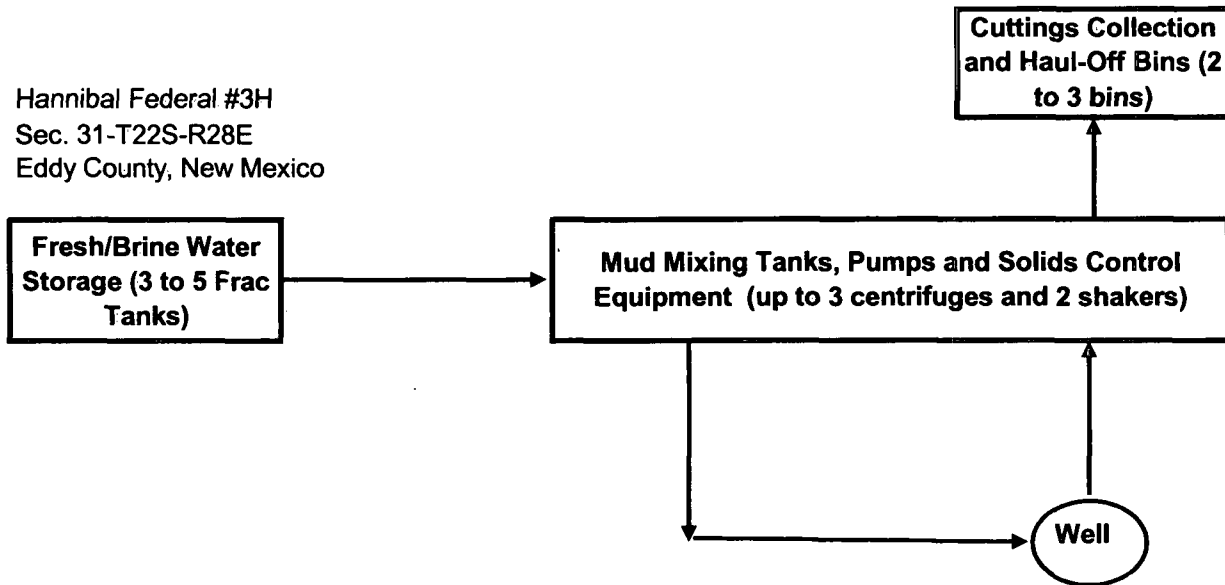 Cuttings Collection
and Haul-Off Bins (2
to 3 bins)
Hannibal Federal #3H
Sec. 31-T22S-R28E
Eddy County, New Mexico
Fresh/Brine Water
Storage (3 to 5 Frac
Tanks)
Mud Mixing Tanks, Pumps and Solids Control
Equipment (up to 3 centrifuges and 2 shakers)
Well